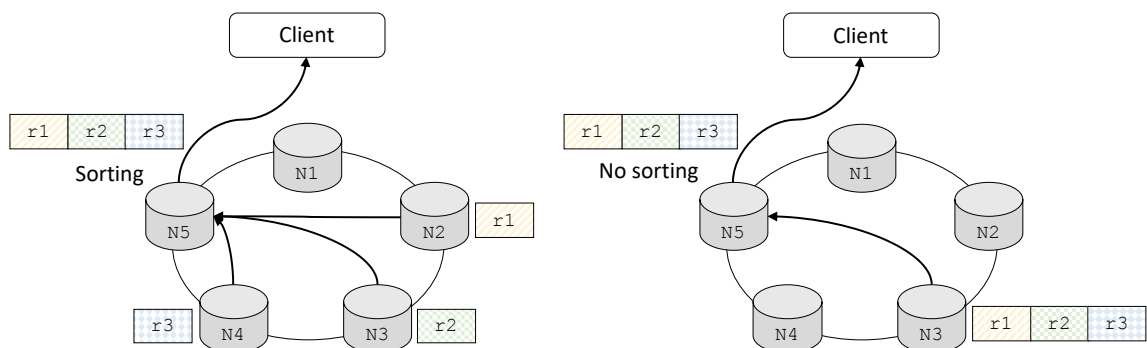 Client
r1 r2 r3
Sorting
N1
N5
N2
r1
r3
N4
N3
r2
Client
r1 r2 r3
No sorting
N1
N5
N2
N4
N3
r1 r2 r3